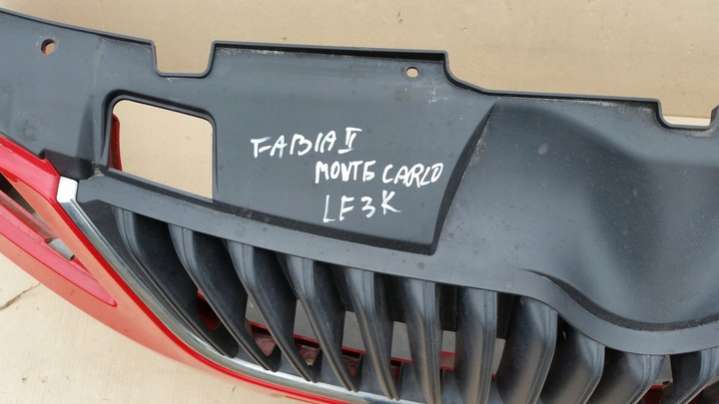 FABIA II
MONTE CARLO
LF3K